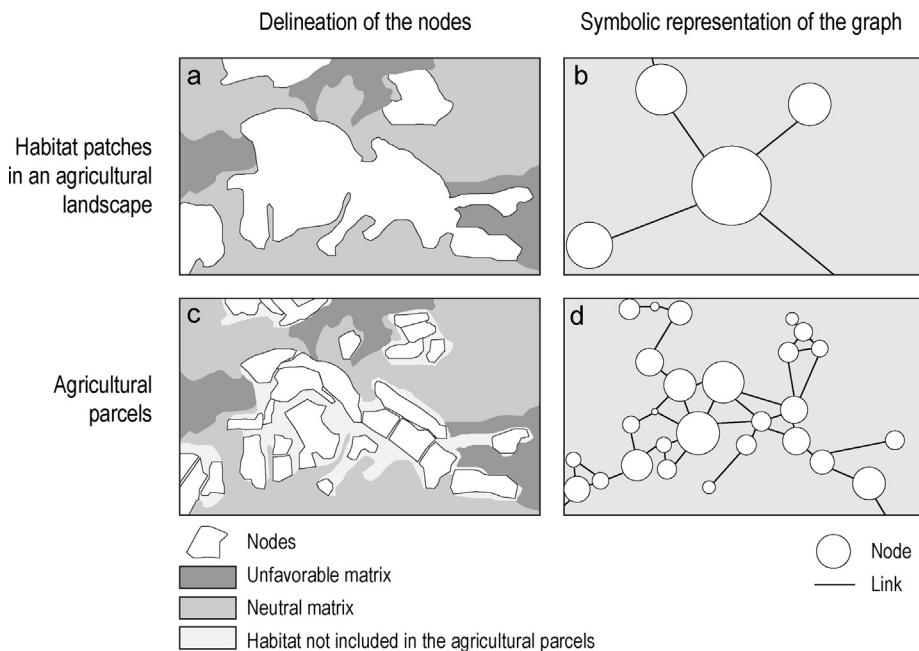 Delineation of the nodes
Symbolic representation of the graph
Habitat patches
in an agricultural
landscape
a
b
Agricultural
parcels
c
d
Nodes
Unfavorable matrix
Neutral matrix
Habitat not included in the agricultural parcels
Node
Link